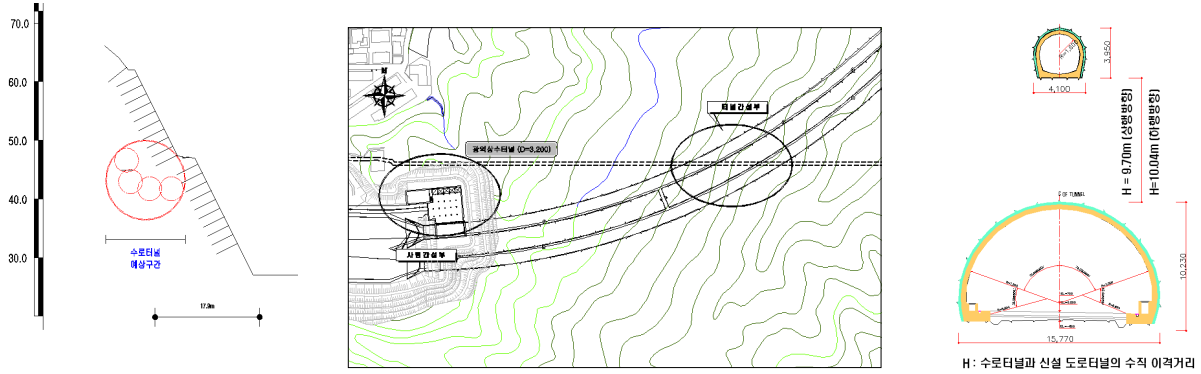 70.0
60.0
50.0
40.0
30.0
수로터널
예상구간
17.9m
N
광역상수터널 (D=3,200)
터널간섭부
사면간섭부
3,950
4,100
H = 9.70m (상행방향)
H=10.04m (하행방향)
OF TUNNEL
10,230
15,770
H : 수로터널과 신설 도로터널의 수직 이격거리